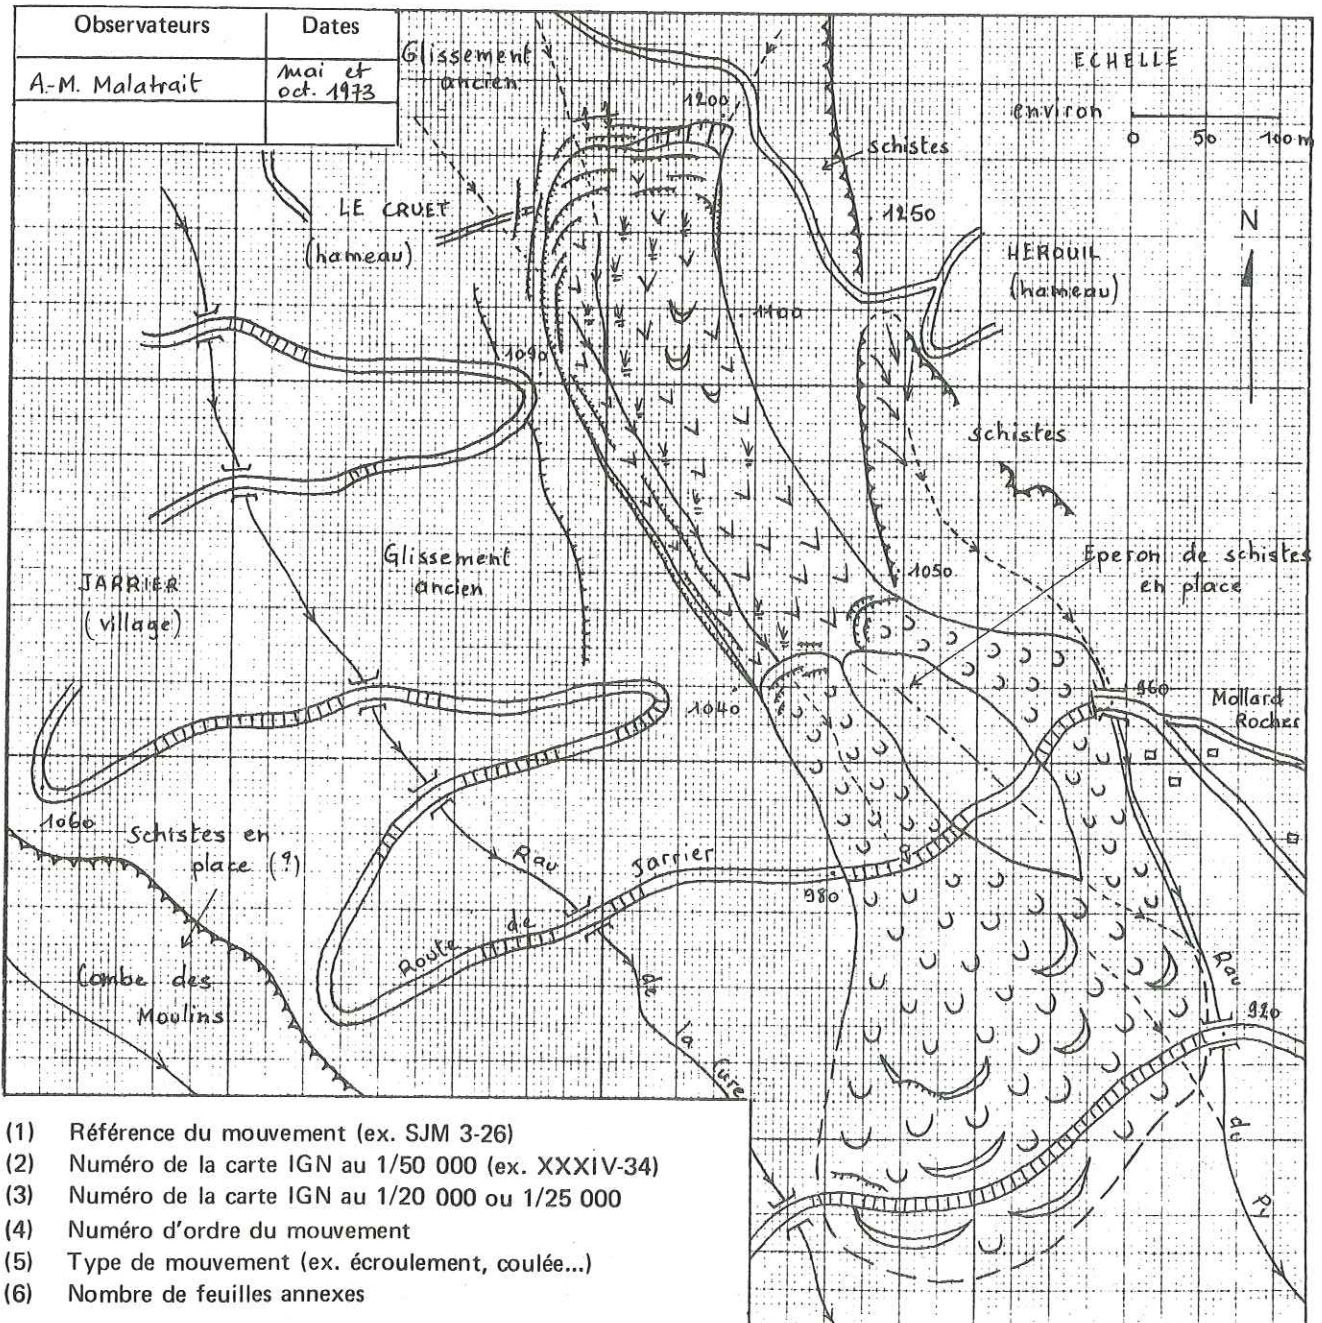 Observateurs Dates
A-M. Malatrait mai et
oct. 1973
Glissement
ancien
ECHELLE
environ
0 50 100 m
1200
schistes
1250
N
LE CRUET
(hameau)
HEROUIL
(hameau)
1100
1090
schistes
Glissement
ancien
1050
Eperon de schistes
en place
JARRIER
(village)
1040
960
Mollard
Rocher
1060
Schistes en
place (?)
Rau
Route de Jarrier
980
Combe des
Moulins
de
la Cure
Rau
920
du
(1) Référence du mouvement (ex. SJM 3-26)
(2) Numéro de la carte IGN au 1/50 000 (ex. XXXIV-34)
(3) Numéro de la carte IGN au 1/20 000 ou 1/25 000
(4) Numéro d'ordre du mouvement
(5) Type de mouvement (ex. écroulement, coulée...)
(6) Nombre de feuilles annexes